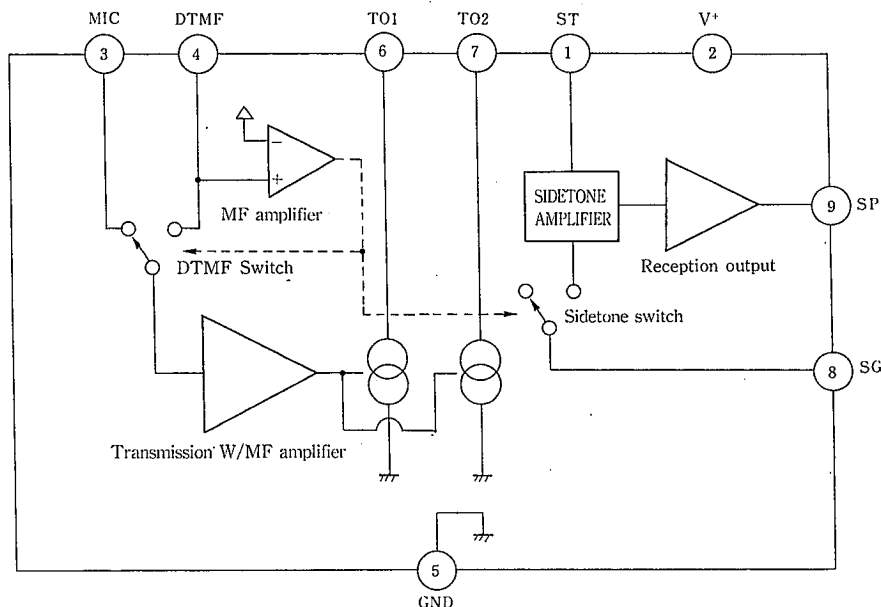 MIC DTMF TO1 TO2 ST V+
3 4 6 7 1 2
−
+
MF amplifier
SIDETONE
AMPLIFIER
9 SP
DTMF Switch
Reception output
Sidetone switch
8 SG
Transmission W/MF amplifier
5
GND